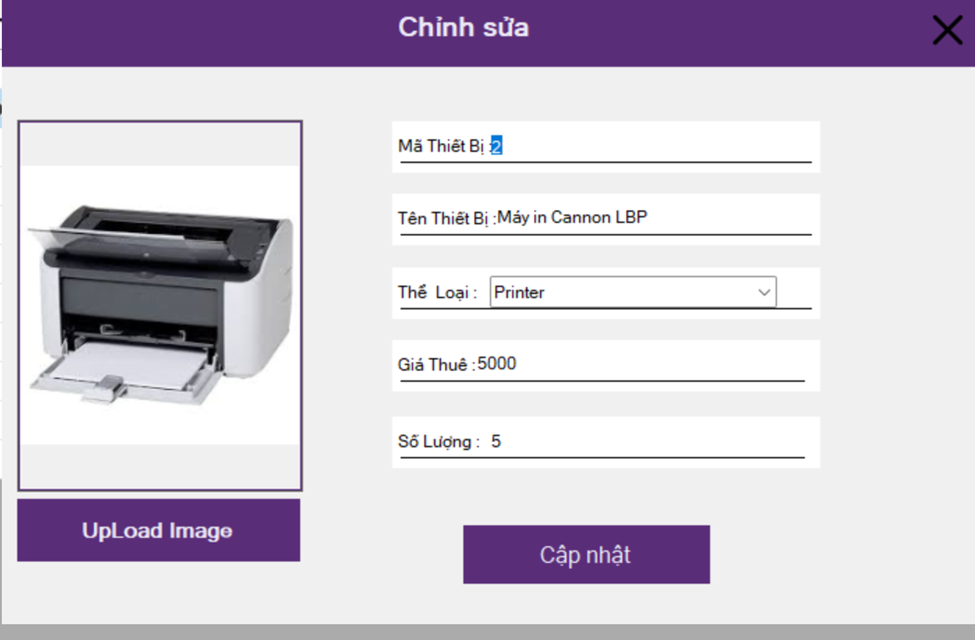 Chỉnh sửa
Mã Thiết Bị :2
Tên Thiết Bị :Máy in Cannon LBP
Thể Loại : Printer
Giá Thuê :5000
Số Lượng : 5
UpLoad Image
Cập nhật